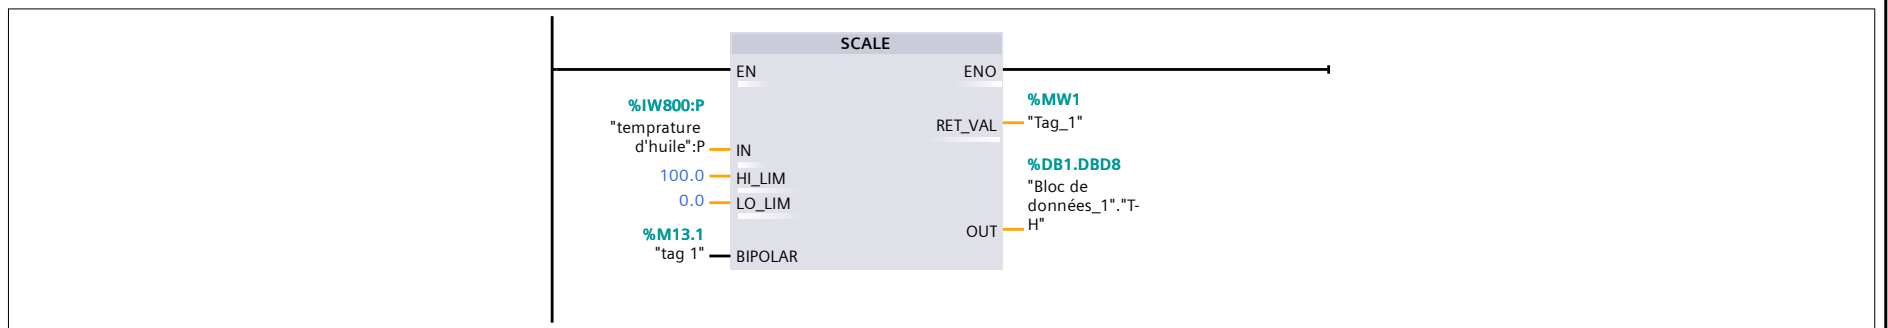 SCALE
EN
ENO
%IW800:P
"temprature
d'huile":P
IN
100.0
HI_LIM
0.0
LO_LIM
%M13.1
"tag 1"
BIPOLAR
%MW1
RET_VAL
"Tag_1"
%DB1.DBD8
"Bloc de
données_1"."T-
H"
OUT